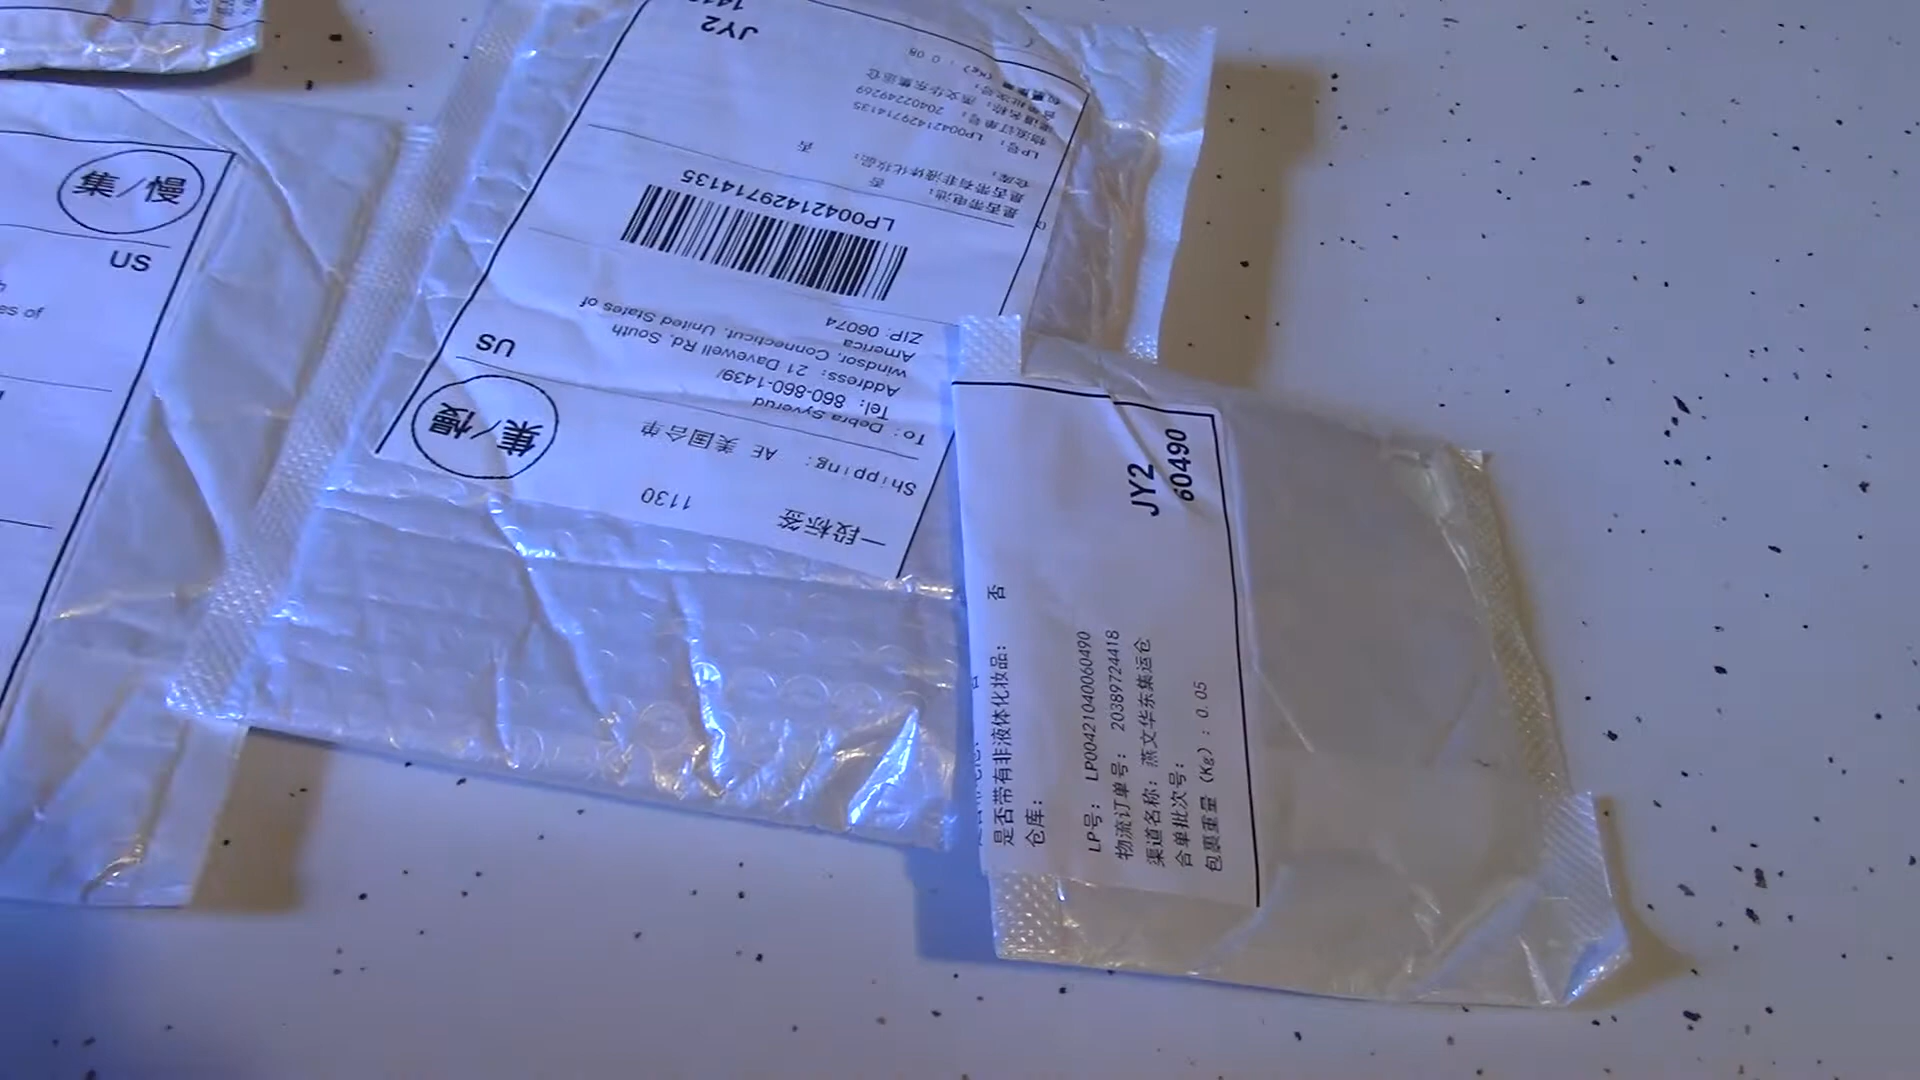 集/慢
US
es of
一段标签
1130
Shipping: AE 美国合单
集/慢
To: Debra Syverud
Tel: 860-860-1439/
Address: 21 Davewell Rd, South
windsor, Connecticut, United States of
America
ZIP: 06074
US
LP00421429714135
是否带电池: 否
是否带有非液体化妆品: 否
仓库:
LP号: LP00421429714135
物流订单号: 20402249269
渠道名称: 燕文华东集运仓
(Kg): 0.08
JY2
是否带有非液体化妆品: 否
仓库:
LP号: LP00421040060490
物流订单号: 20389724418
渠道名称: 燕文华东集运仓
合单批次号:
包裹重量 (Kg): 0.05
JY2
60490